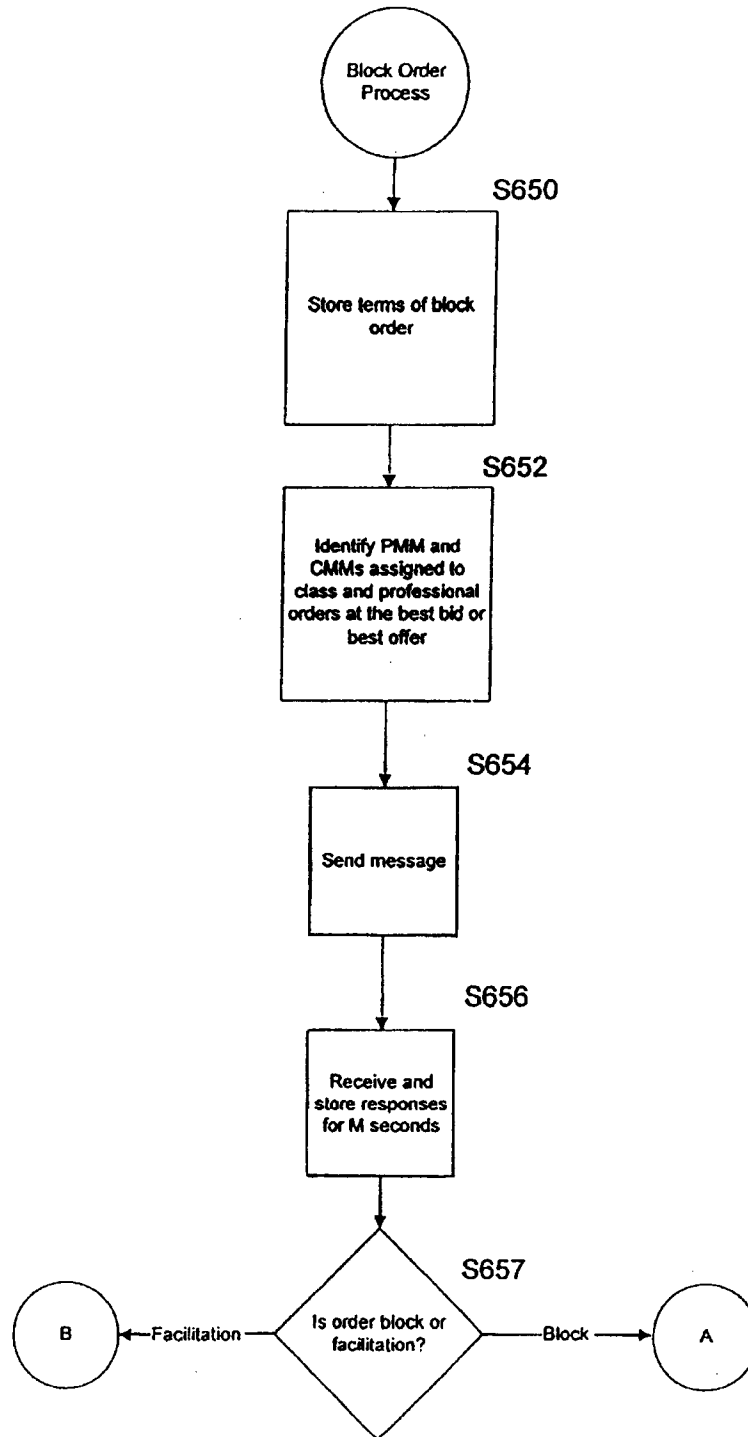 Block Order
Process
S650
Store terms of block
order
S652
Identify PMM and
CMMs assigned to
class and professional
orders at the best bid or
best offer
S654
Send message
S656
Receive and
store responses
for M seconds
S657
Is order block or
facilitation?
B
Facilitation
Block
A